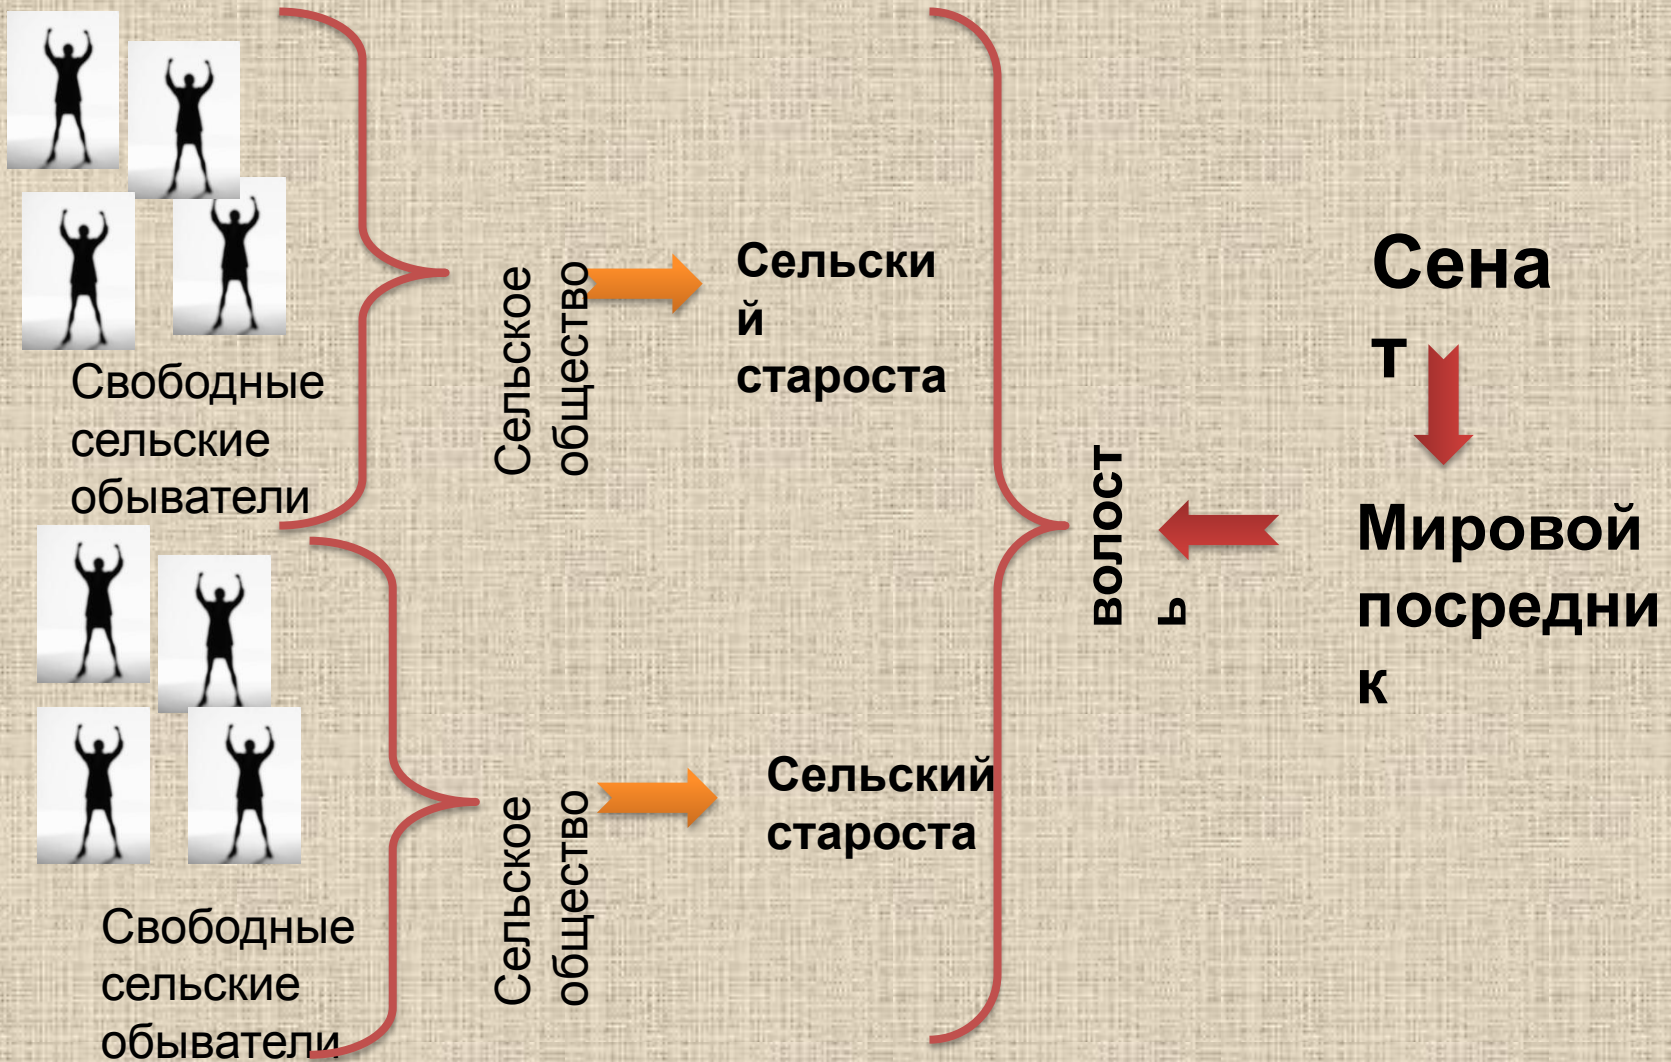 Свободные
сельские
обыватели
Сельское
общество
Сельски
й
староста
Свободные
сельские
обыватели
Сельское
общество
Сельский
староста
волост
ь
Сена
т
Мировой
посредни
к